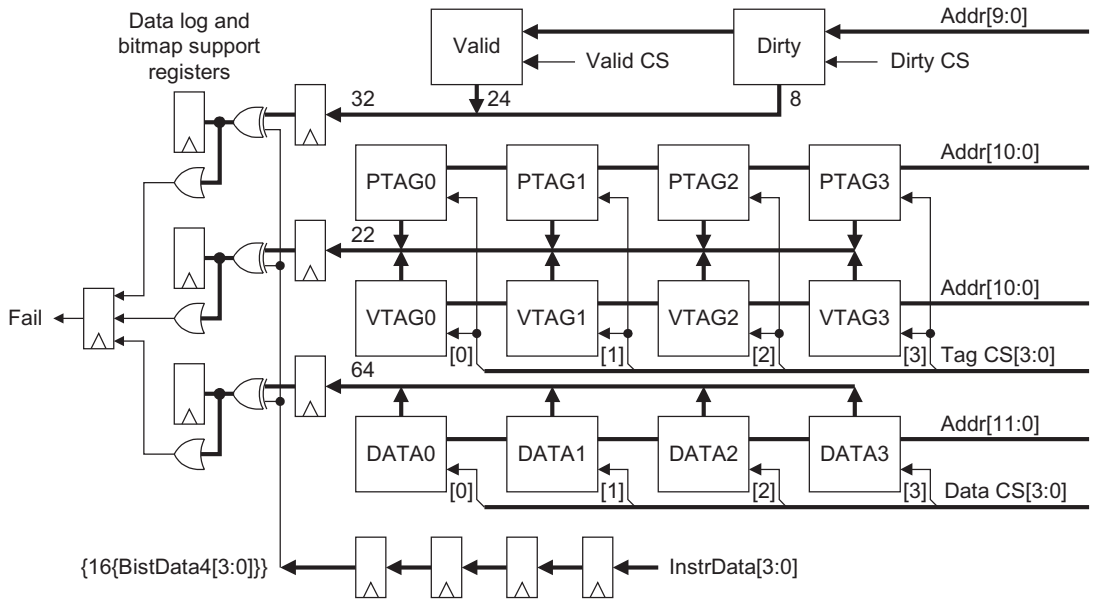 Data log and
bitmap support
registers
Valid
Dirty
Addr[9:0]
Valid CS
Dirty CS
32
24
8
PTAG0
PTAG1
PTAG2
PTAG3
Addr[10:0]
22
VTAG0
VTAG1
VTAG2
VTAG3
Addr[10:0]
Fail
[0]
[1]
[2]
[3]
Tag CS[3:0]
64
DATA0
DATA1
DATA2
DATA3
Addr[11:0]
[0]
[1]
[2]
[3]
Data CS[3:0]
{16{BistData4[3:0]}}
InstrData[3:0]